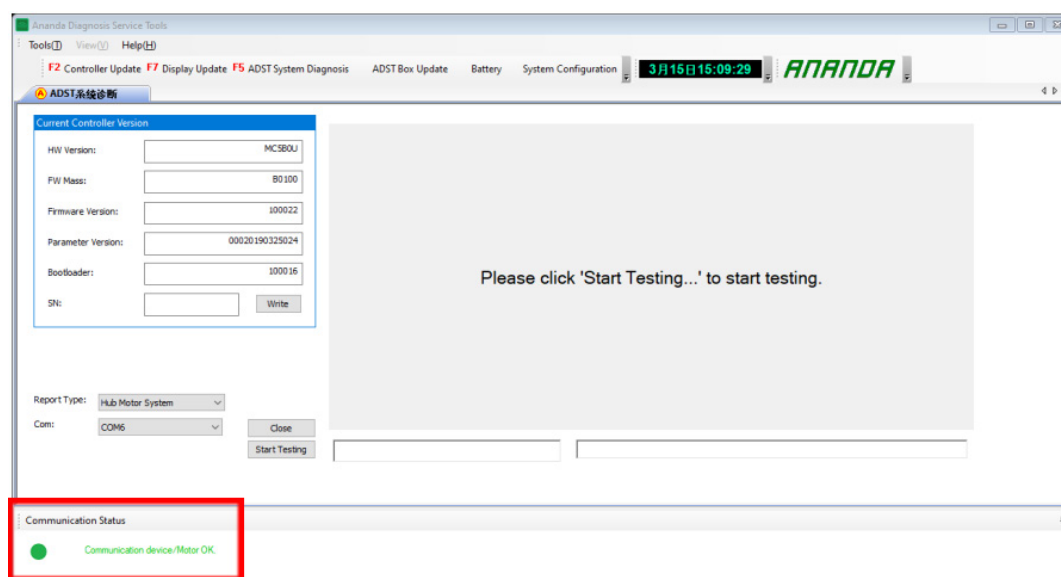 Ananda Diagnosis Service Tools
Tools(T) View(V) Help(H)
F2 Controller Update F7 Display Update F5 ADST System Diagnosis ADST Box Update Battery System Configuration 3月15日15:09:29 ANANDA
A ADST系统诊断
Current Controller Version
HW Version: MC5B0U
FW Mass: B0100
Firmware Version: 100022
Parameter Version: 00020190325024
Bootloader: 100016
SN: Write
Please click 'Start Testing...' to start testing.
Report Type: Hub Motor System
Com: COM6 Close
Start Testing
Communication Status
Communication device/Motor OK.